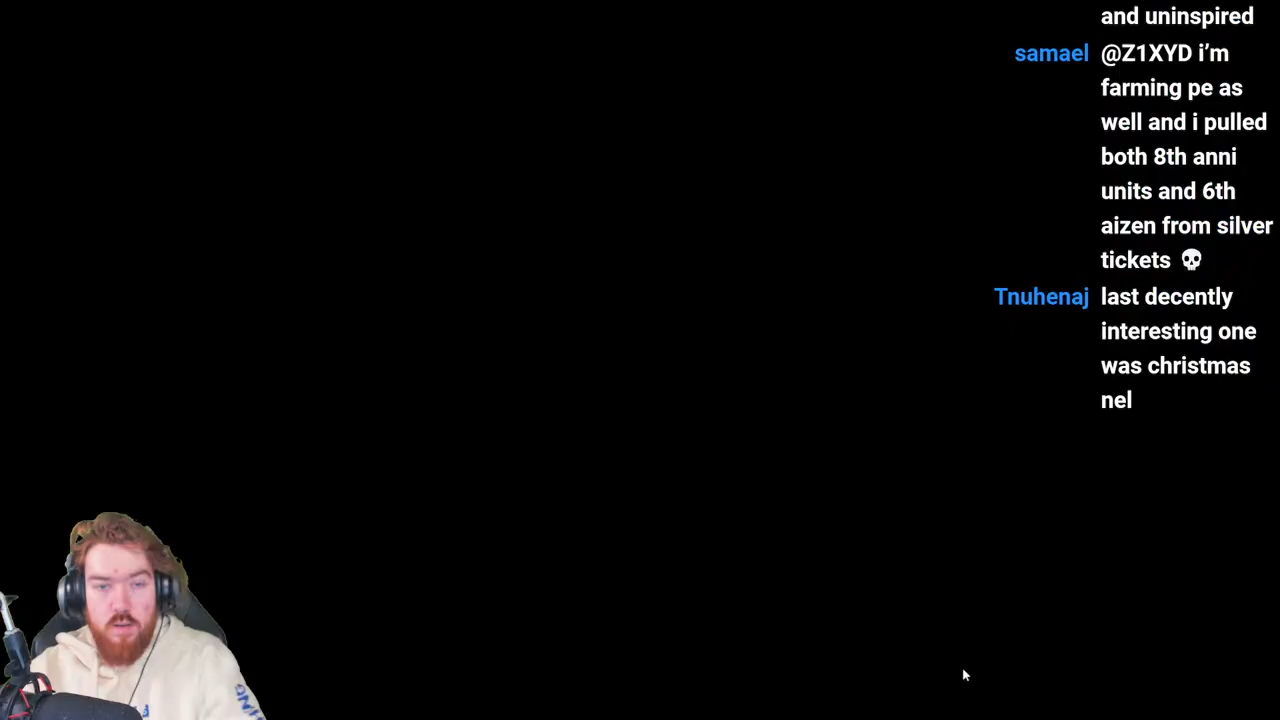 and uninspired
samael @Z1XYD i’m
farming pe as
well and i pulled
both 8th anni
units and 6th
aizen from silver
tickets 💀
Tnuhenaj last decently
interesting one
was christmas
nel